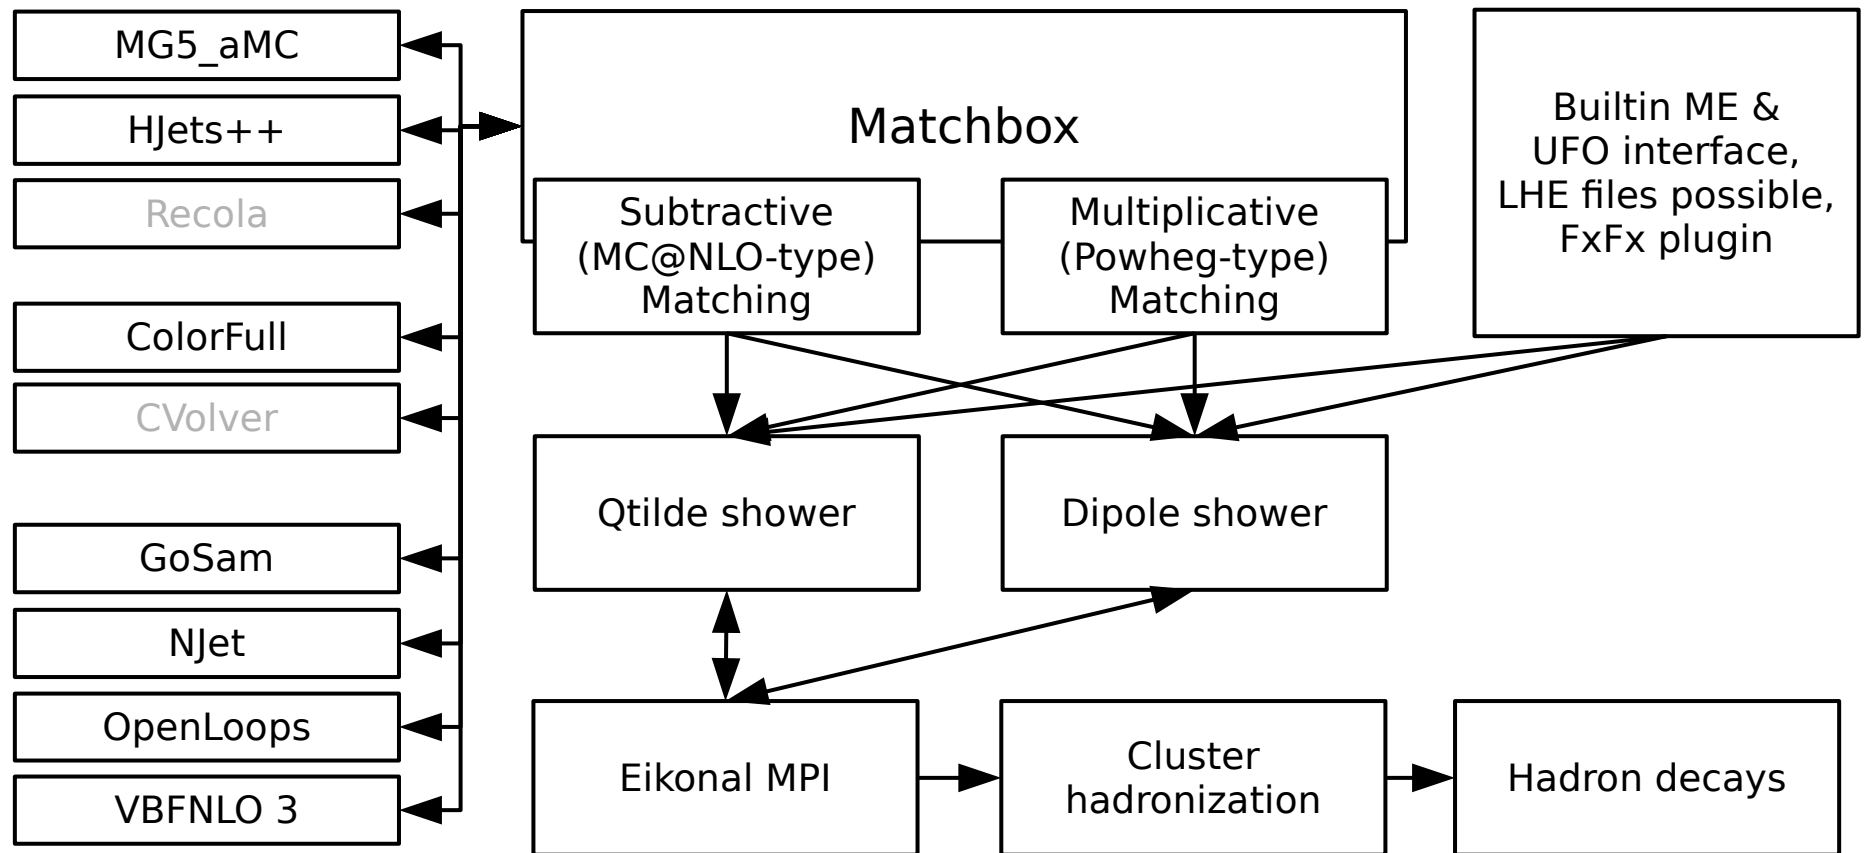 MG5_aMC
HJets++
Recola
ColorFull
CVolver
GoSam
NJet
OpenLoops
VBFNLO 3
Matchbox
Subtractive
(MC@NLO-type)
Matching
Multiplicative
(Powheg-type)
Matching
Builtin ME &
UFO interface,
LHE files possible,
FxFx plugin
Qtilde shower
Dipole shower
Eikonal MPI
Cluster
hadronization
Hadron decays